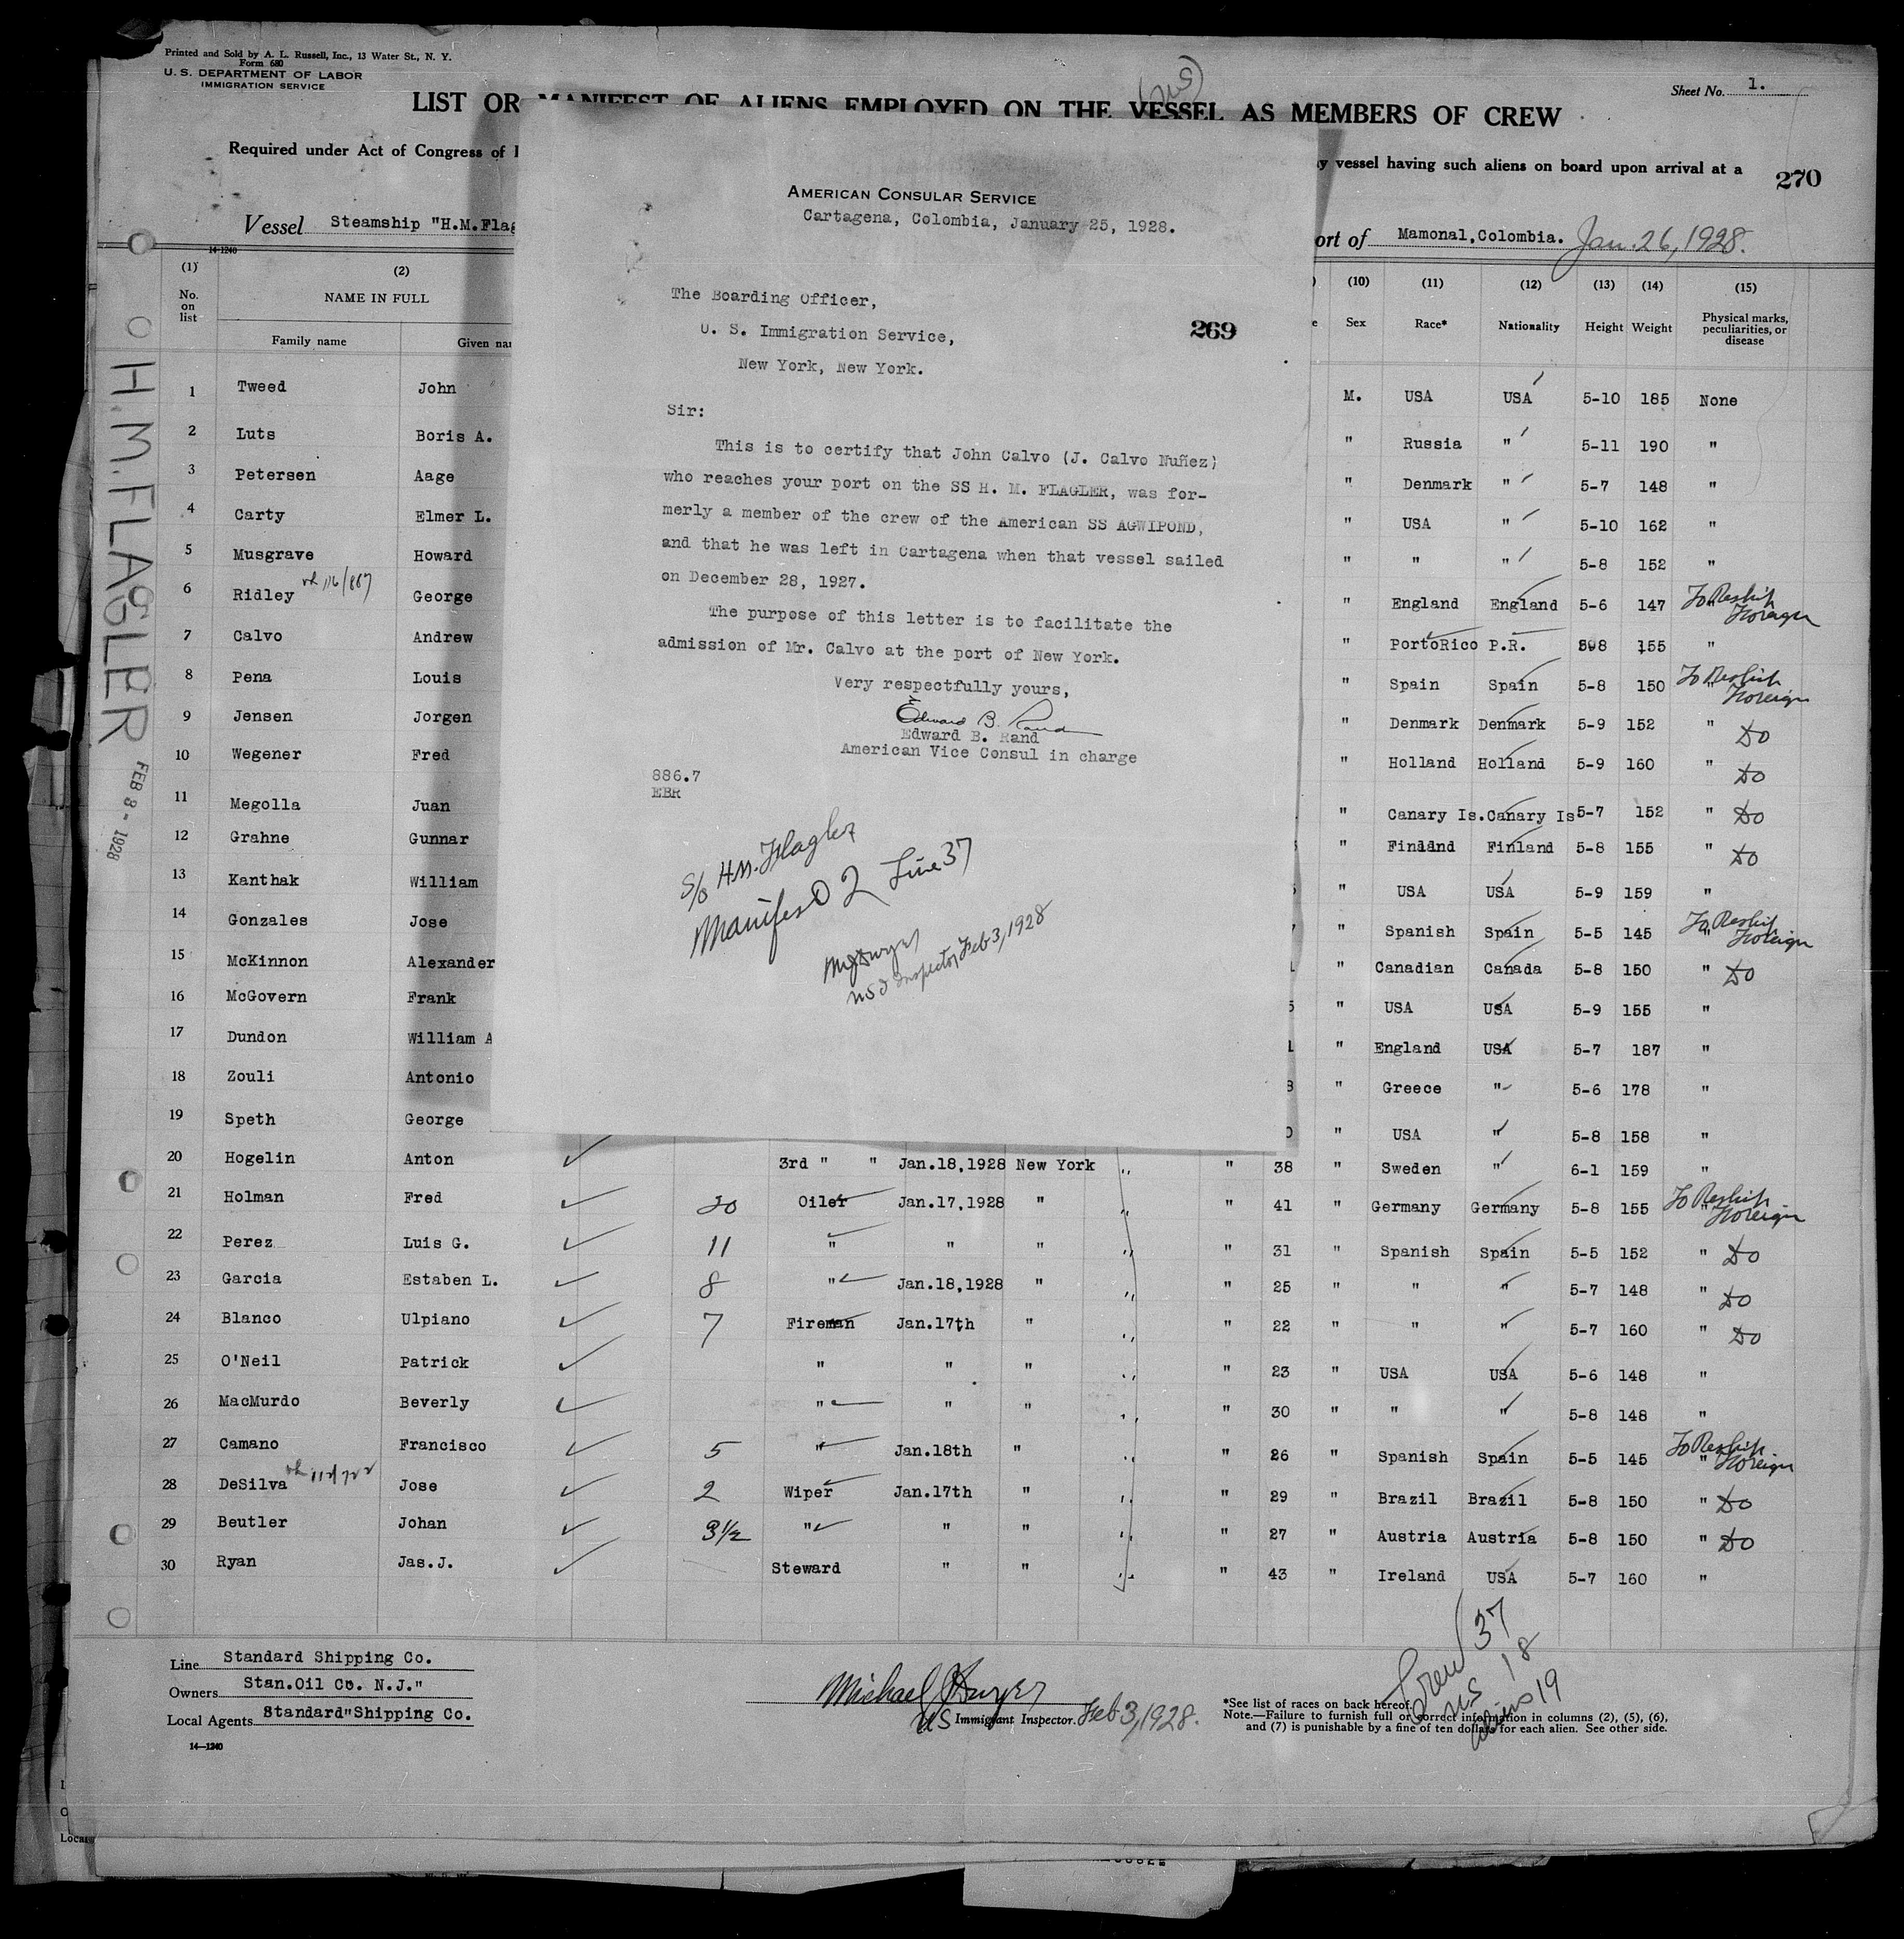 Printed and Sold by A. L. Russell, Inc., 13 Water St., N. Y.
Form 680
U. S. DEPARTMENT OF LABOR
IMMIGRATION SERVICE
Sheet No. 1.
LIST OR MANIFEST OF ALIENS EMPLOYED ON THE VESSEL AS MEMBERS OF CREW
Required under Act of Congress of
vessel having such aliens on board upon arrival at a
270
Vessel Steamship "H.M.Flag
ort of Mamonal,Colombia. Jan. 26, 1928.
14-1240
AMERICAN CONSULAR SERVICE
Cartagena, Colombia, January 25, 1928.
The Boarding Officer,
U. S. Immigration Service,
New York, New York.
269
Sir:
This is to certify that John Calvo (J. Calvo Nuñez)
who reaches your port on the SS H. M. FLAGLER, was for-
merly a member of the crew of the American SS AGWIPOND,
and that he was left in Cartagena when that vessel sailed
on December 28, 1927.
The purpose of this letter is to facilitate the
admission of Mr. Calvo at the port of New York.
Very respectfully yours,
Edward B. Rand
Edward B. Rand
American Vice Consul in charge
886.7
EBR
S/o H.M. Flagler
Manifest 2 Line 37
US Inspector Feb 3, 1928
H.M. FLAGLER
FEB 8 - 1928
(1) (2) (10) (11) (12) (13) (14) (15)
No. on list NAME IN FULL Sex Race* Nationality Height Weight Physical marks, peculiarities, or disease
Family name Given na
1 Tweed John M. USA USA 5-10 185 None
2 Luts Boris A. " Russia " 5-11 190 "
3 Petersen Aage " Denmark " 5-7 148 "
4 Carty Elmer L. " USA " 5-10 162 "
5 Musgrave Howard " " " 5-8 152 "
6 Ridley George " England England 5-6 147 " To Reship Foreign
7 Calvo Andrew " PortoRico P.R. 155 "
8 Pena Louis " Spain Spain 5-8 150 " To Reship Foreign
9 Jensen Jorgen " Denmark Denmark 5-9 152 " Do
10 Wegener Fred " Holland Holland 5-9 160 " Do
11 Megolla Juan " Canary Is. Canary Is 5-7 152 " Do
12 Grahne Gunnar " Finland Finland 5-8 155 " Do
13 Kanthak William " USA USA 5-9 159 "
14 Gonzales Jose " Spanish Spain 5-5 145 " To Reship Foreign
15 McKinnon Alexander " Canadian Canada 5-8 150 " Do
16 McGovern Frank " USA USA 5-9 155 "
17 Dundon William A " England USA 5-7 187 "
18 Zouli Antonio " Greece " 5-6 178 "
19 Speth George " USA " 5-8 158 "
20 Hogelin Anton 3rd " " Jan.18,1928 New York " " 38 " Sweden " 6-1 159 "
21 Holman Fred 20 Oiler Jan.17,1928 " " " 41 " Germany Germany 5-8 155 " To Reship Foreign
22 Perez Luis G. 11 " " " " " 31 " Spanish Spain 5-5 152 " Do
23 Garcia Estaben L. 8 " Jan.18,1928 " " " 25 " " " 5-7 148 " Do
24 Blanco Ulpiano 7 Fireman Jan.17th " " " 22 " " " 5-7 160 " Do
25 O'Neil Patrick " " " " " 23 " USA USA 5-6 148 "
26 MacMurdo Beverly " " " " " 30 " " " 5-8 148 "
27 Camano Francisco 5 " Jan.18th " " " 26 " Spanish Spain 5-5 145 " To Reship Foreign
28 DeSilva Jose 2 Wiper Jan.17th " " " 29 " Brazil Brazil 5-8 150 " Do
29 Beutler Johan 3½ " " " " " 27 " Austria Austria 5-8 150 " Do
30 Ryan Jas.J. Steward " " " " 43 " Ireland USA 5-7 160 "
Crew 37
US 18
aliens 19
Line Standard Shipping Co.
Owners Stan.Oil Co. N.J."
Local Agents Standard"Shipping Co.
14—1240
Michael J Dwyer
US Immigrant Inspector. Feb 3, 1928.
*See list of races on back hereof.
Note.—Failure to furnish full or correct information in columns (2), (5), (6),
and (7) is punishable by a fine of ten dollars for each alien. See other side.